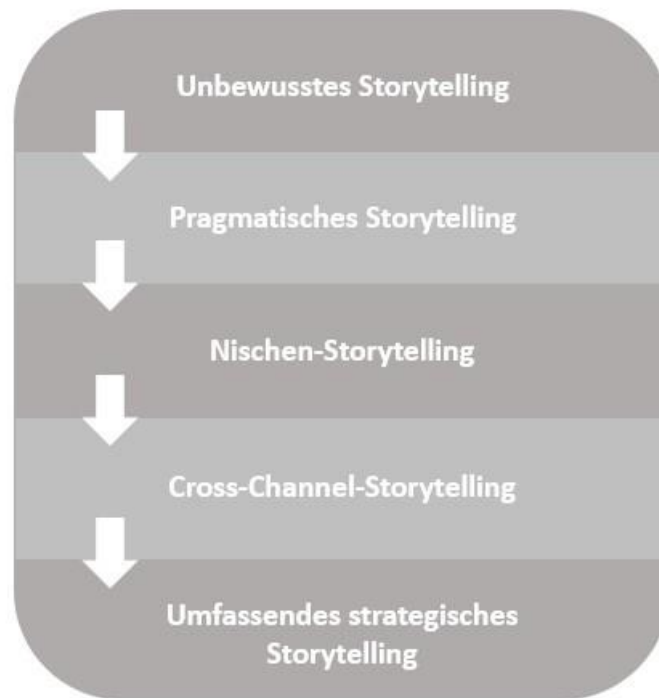 Unbewusstes Storytelling
Pragmatisches Storytelling
Nischen-Storytelling
Cross-Channel-Storytelling
Umfassendes strategisches
Storytelling